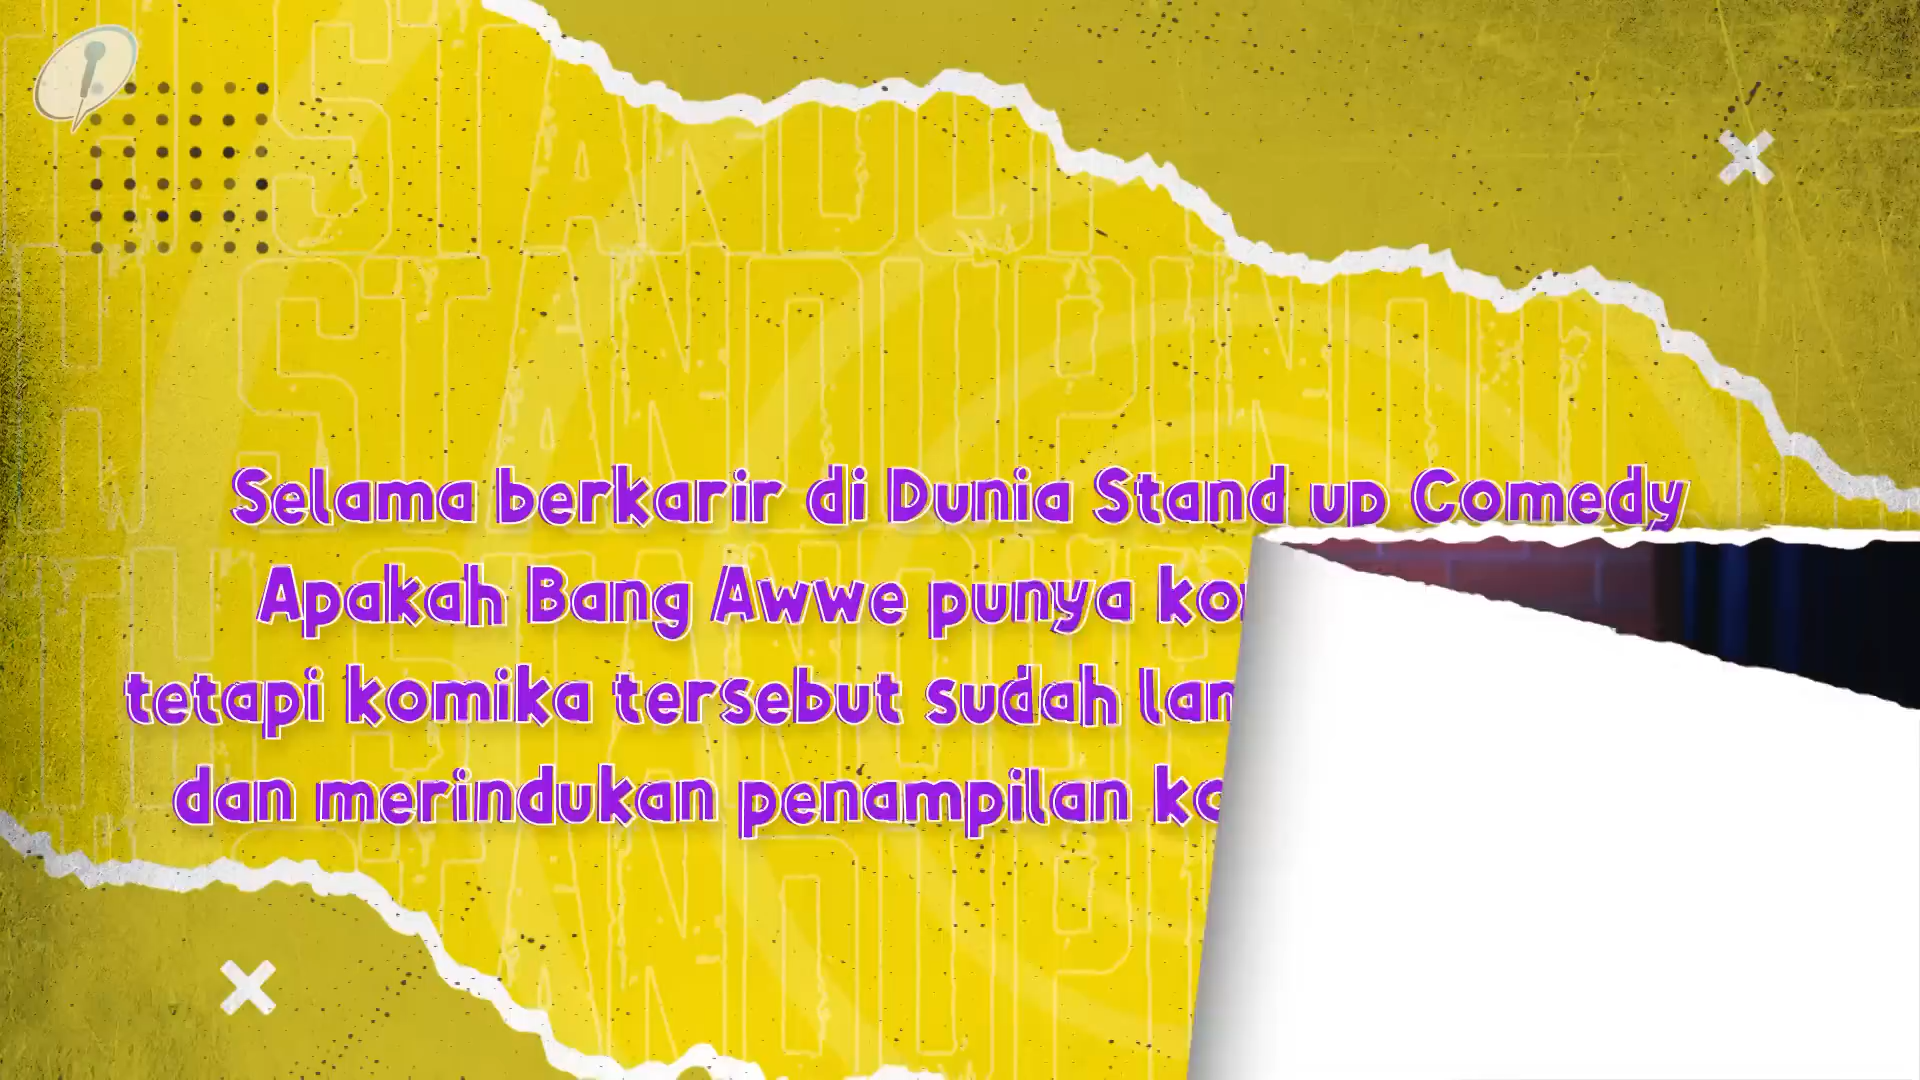 Selama berkarir di Dunia Stand up Comedy
Apakah Bang Awwe punya
tetapi komika tersebut sudah
dan merindukan penampilan